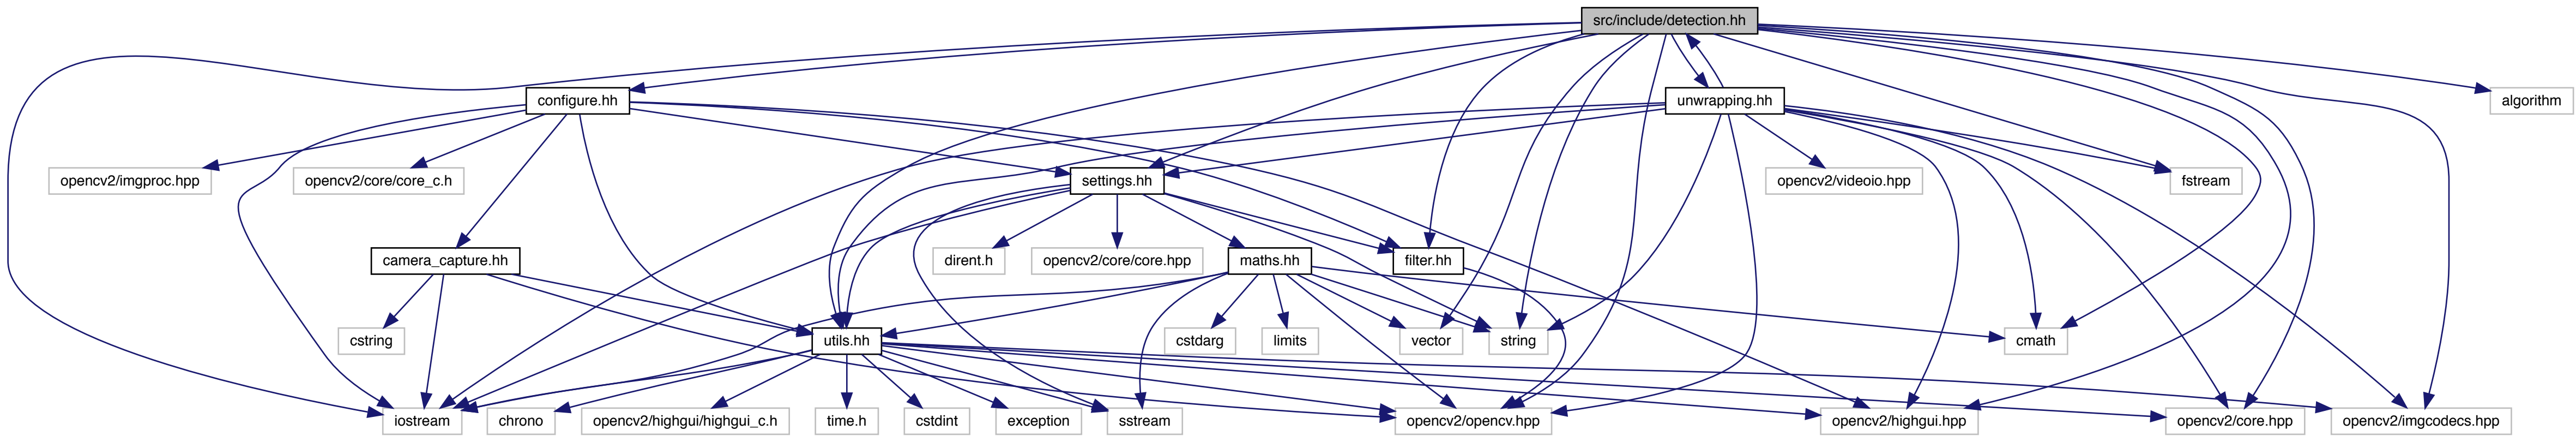 src/include/detection.hh
configure.hh
unwrapping.hh
algorithm
opencv2/imgproc.hpp
opencv2/core/core_c.h
settings.hh
opencv2/videoio.hpp
fstream
camera_capture.hh
dirent.h
opencv2/core/core.hpp
maths.hh
filter.hh
cstring
utils.hh
cstdarg
limits
vector
string
cmath
iostream
chrono
opencv2/highgui/highgui_c.h
time.h
cstdint
exception
sstream
opencv2/opencv.hpp
opencv2/highgui.hpp
opencv2/core.hpp
opencv2/imgcodecs.hpp